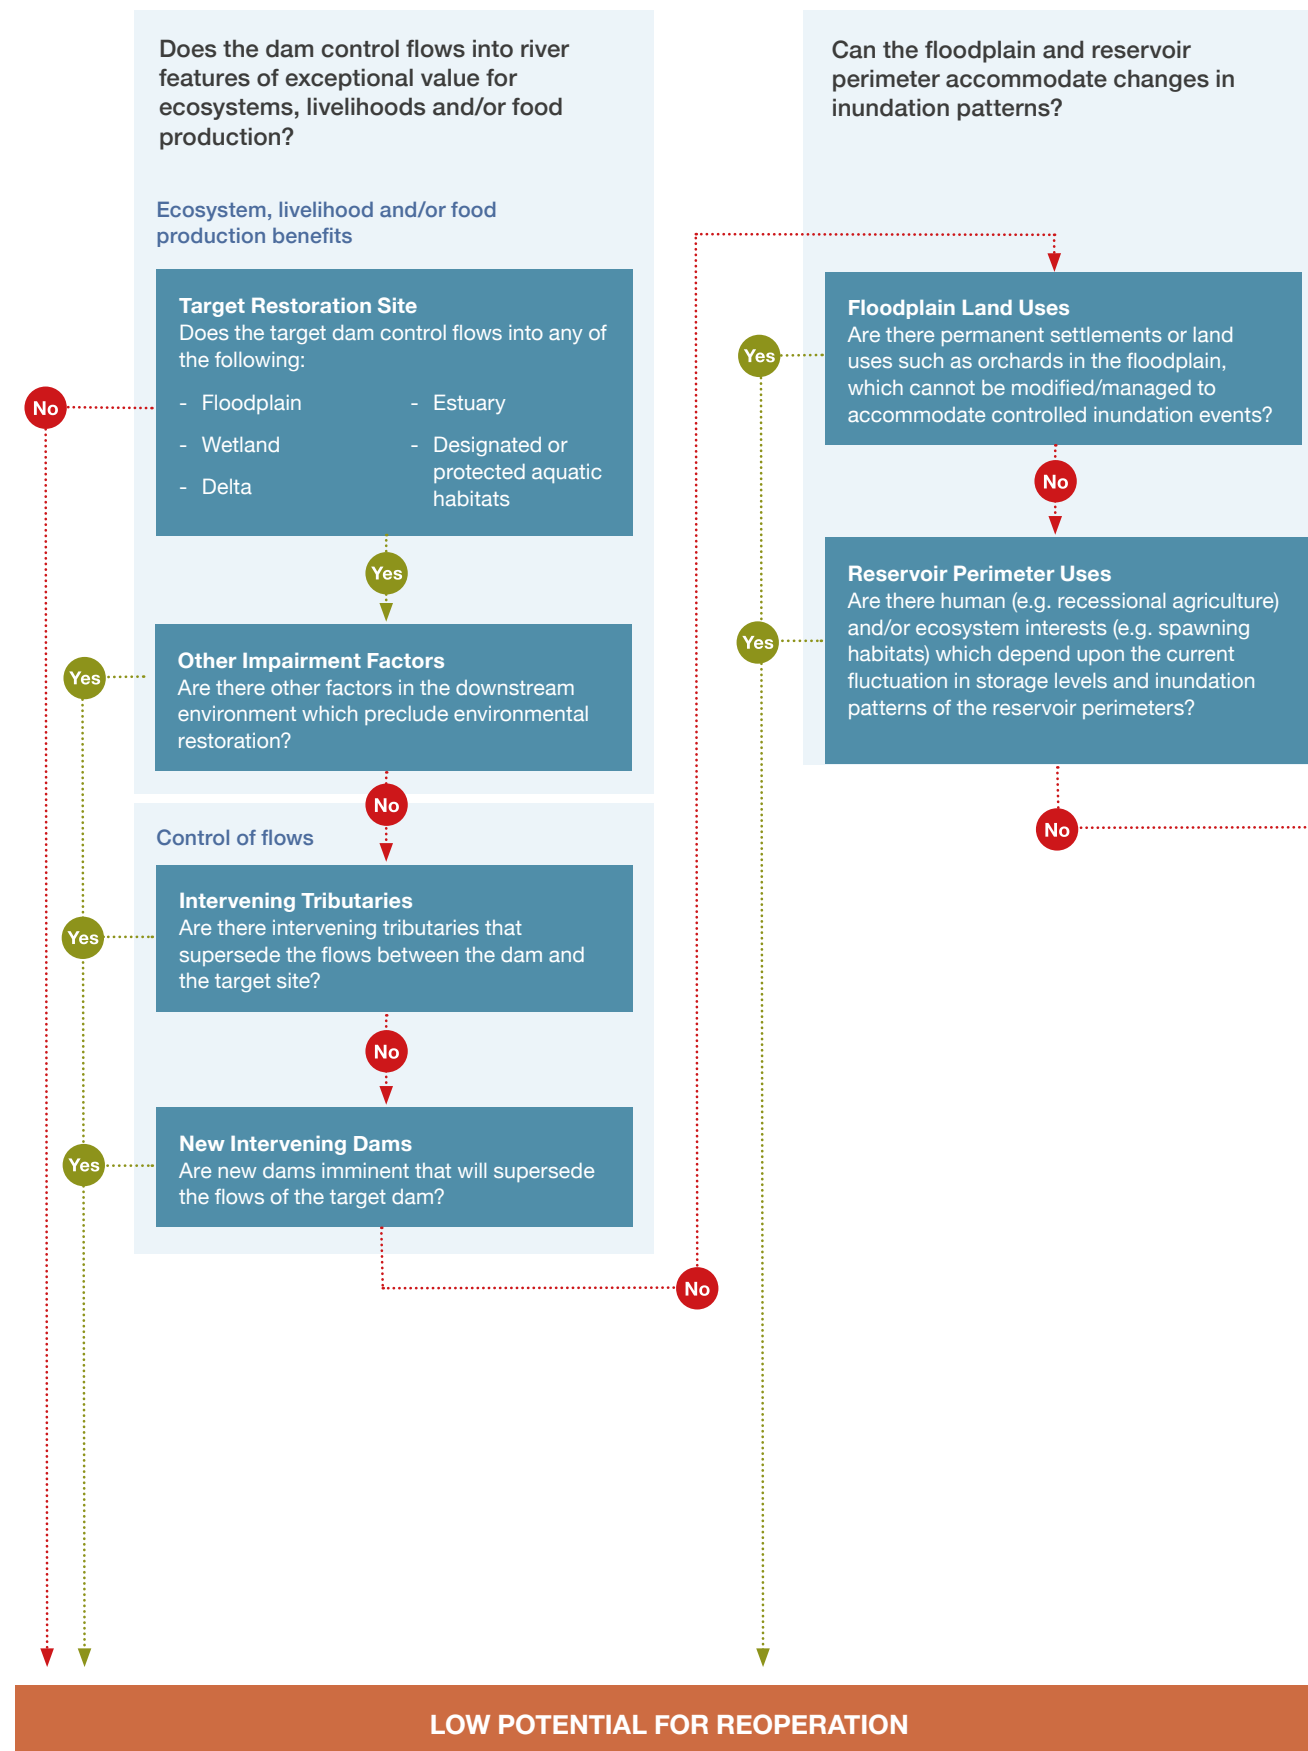 Does the dam control flows into river
features of exceptional value for
ecosystems, livelihoods and/or food
production?
Ecosystem, livelihood and/or food
production benefits
Target Restoration Site
Does the target dam control flows into any of
the following:
- Floodplain
- Wetland
- Delta
- Estuary
- Designated or
protected aquatic
habitats
No
Yes
Other Impairment Factors
Are there other factors in the downstream
environment which preclude environmental
restoration?
Yes
No
Control of flows
Intervening Tributaries
Are there intervening tributaries that
supersede the flows between the dam and
the target site?
Yes
No
New Intervening Dams
Are new dams imminent that will supersede
the flows of the target dam?
Yes
No
Can the floodplain and reservoir
perimeter accommodate changes in
inundation patterns?
Floodplain Land Uses
Are there permanent settlements or land
uses such as orchards in the floodplain,
which cannot be modified/managed to
accommodate controlled inundation events?
Yes
No
Reservoir Perimeter Uses
Are there human (e.g. recessional agriculture)
and/or ecosystem interests (e.g. spawning
habitats) which depend upon the current
fluctuation in storage levels and inundation
patterns of the reservoir perimeters?
Yes
No
LOW POTENTIAL FOR REOPERATION